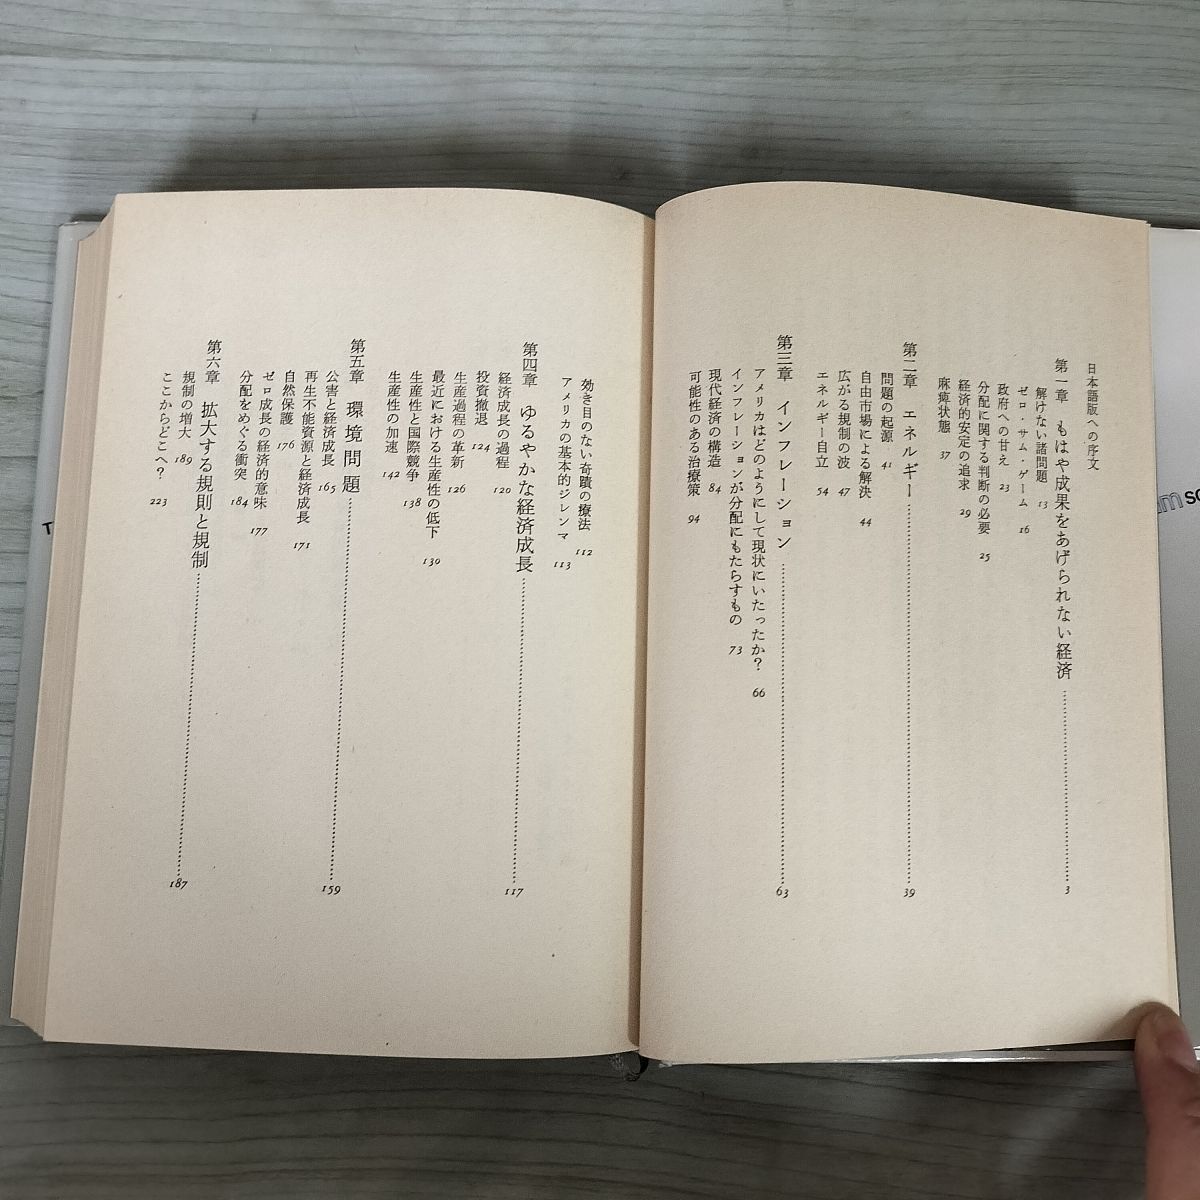 日本語版への序文
第一章 もはや成果をあげられない経済 3
解けない諸問題 13
ゼロ・サム・ゲーム 16
政府への甘え 23
分配に関する判断の必要 25
経済的安定の追求 29
麻痺状態 37
第二章 エネルギー 39
問題の起源 41
自由市場による解決 44
広がる規制の波 47
エネルギー自立 54
第三章 インフレーション 63
アメリカはどのようにして現状にいたったか? 66
インフレーションが分配にもたらすもの 73
現代経済の構造 84
可能性のある治療策 94
効き目のない奇蹟の療法 112
アメリカの基本的ジレンマ 113
第四章 ゆるやかな経済成長 117
経済成長の過程 120
投資撤退 124
生産過程の革新 126
最近における生産性の低下 130
生産性と国際競争 138
生産性の加速 142
第五章 環境問題 159
公害と経済成長 165
再生不能資源と経済成長 171
自然保護 176
ゼロ成長の経済的意味 177
分配をめぐる衝突 184
第六章 拡大する規則と規制 187
規制の増大 189
ここからどこへ? 223